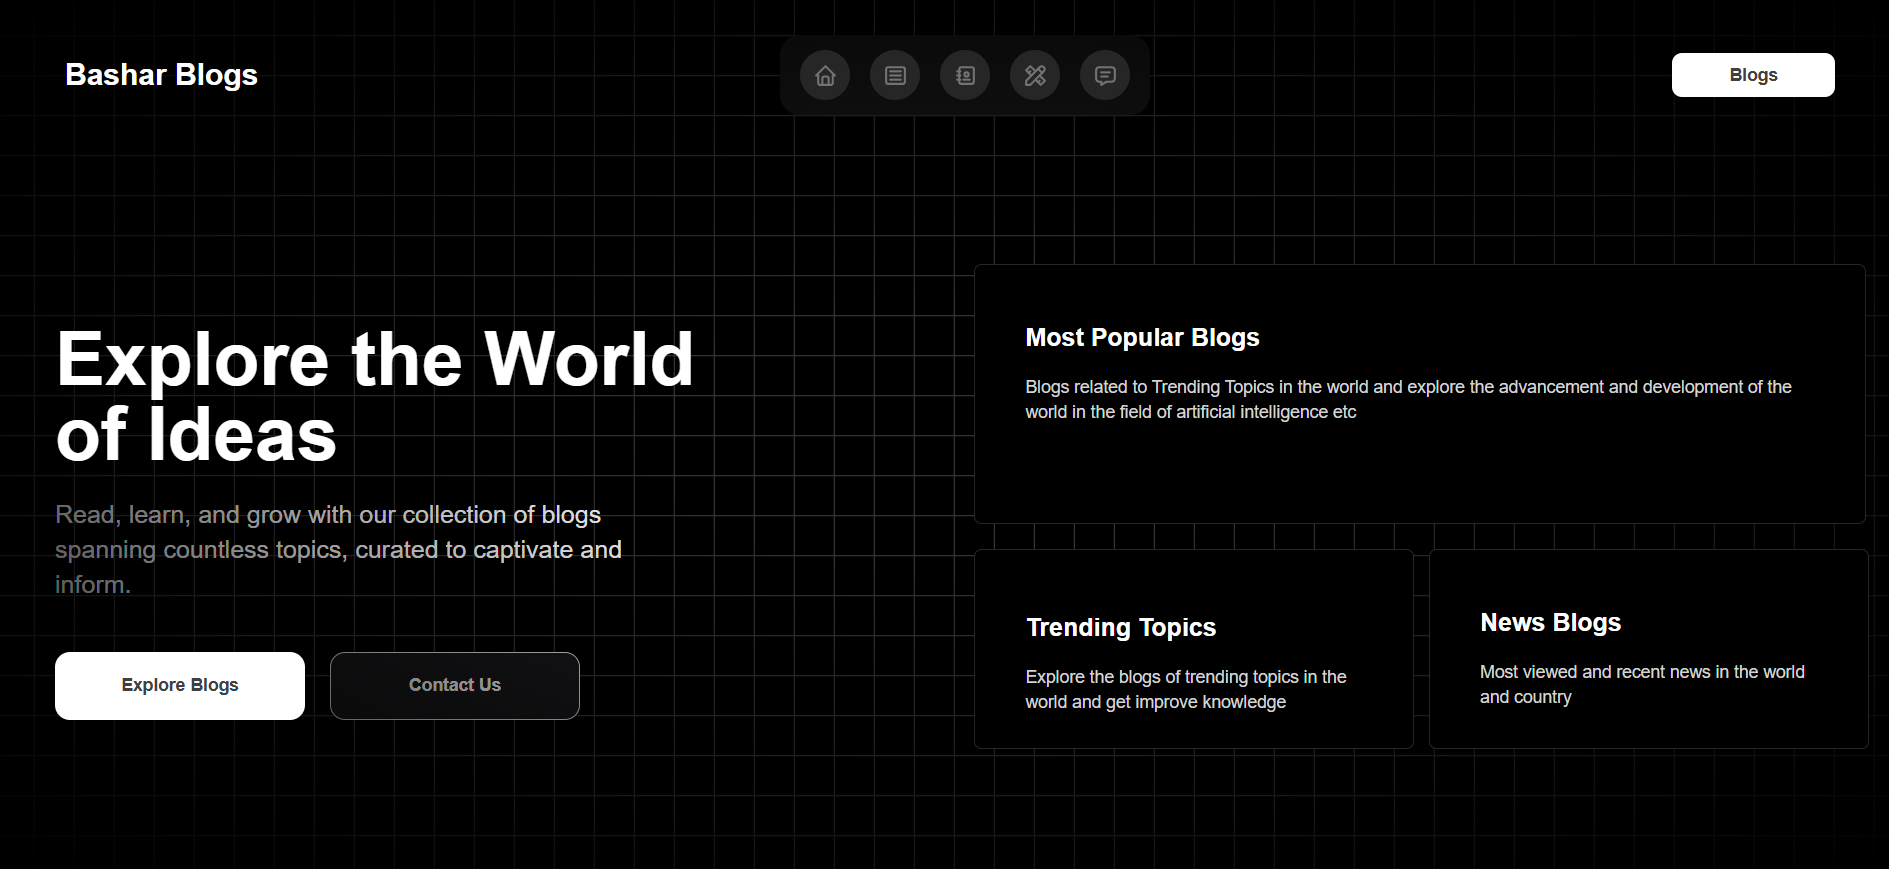 Bashar Blogs
Blogs
Explore the World
of Ideas
Read, learn, and grow with our collection of blogs
spanning countless topics, curated to captivate and
inform.
Explore Blogs
Contact Us
Most Popular Blogs
Blogs related to Trending Topics in the world and explore the advancement and development of the
world in the field of artificial intelligence etc
Trending Topics
Explore the blogs of trending topics in the
world and get improve knowledge
News Blogs
Most viewed and recent news in the world
and country